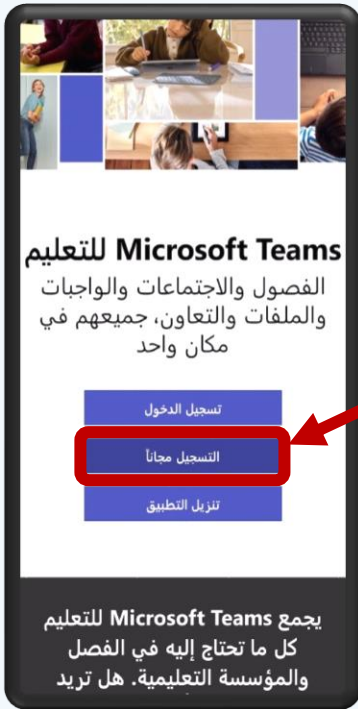 Microsoft Teams للتعليم
الفصول والاجتماعات والواجبات
والملفات والتعاون، جميعهم في
مكان واحد
تسجيل الدخول
التسجيل مجاناً
تنزيل التطبيق
يجمع Microsoft Teams للتعليم
كل ما تحتاج إليه في الفصل
والمؤسسة التعليمية. هل تريد